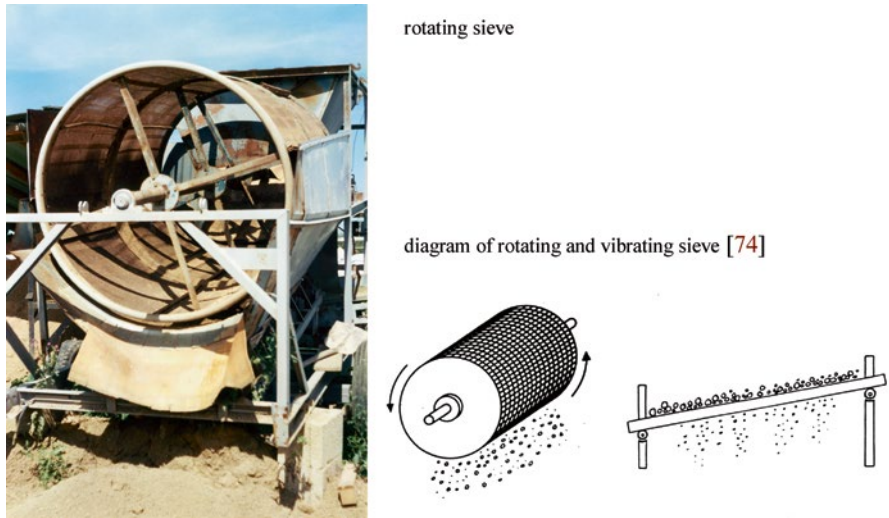 rotating sieve
diagram of rotating and vibrating sieve [74]